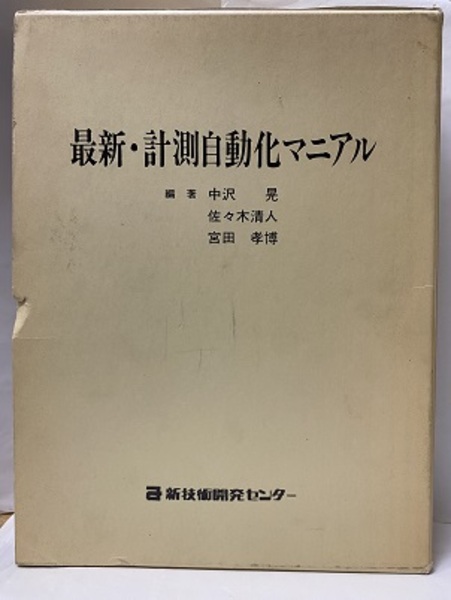 最新・計測自動化マニアル
編著 中沢 晃
佐々木清人
宮田 孝博
新技術開発センター